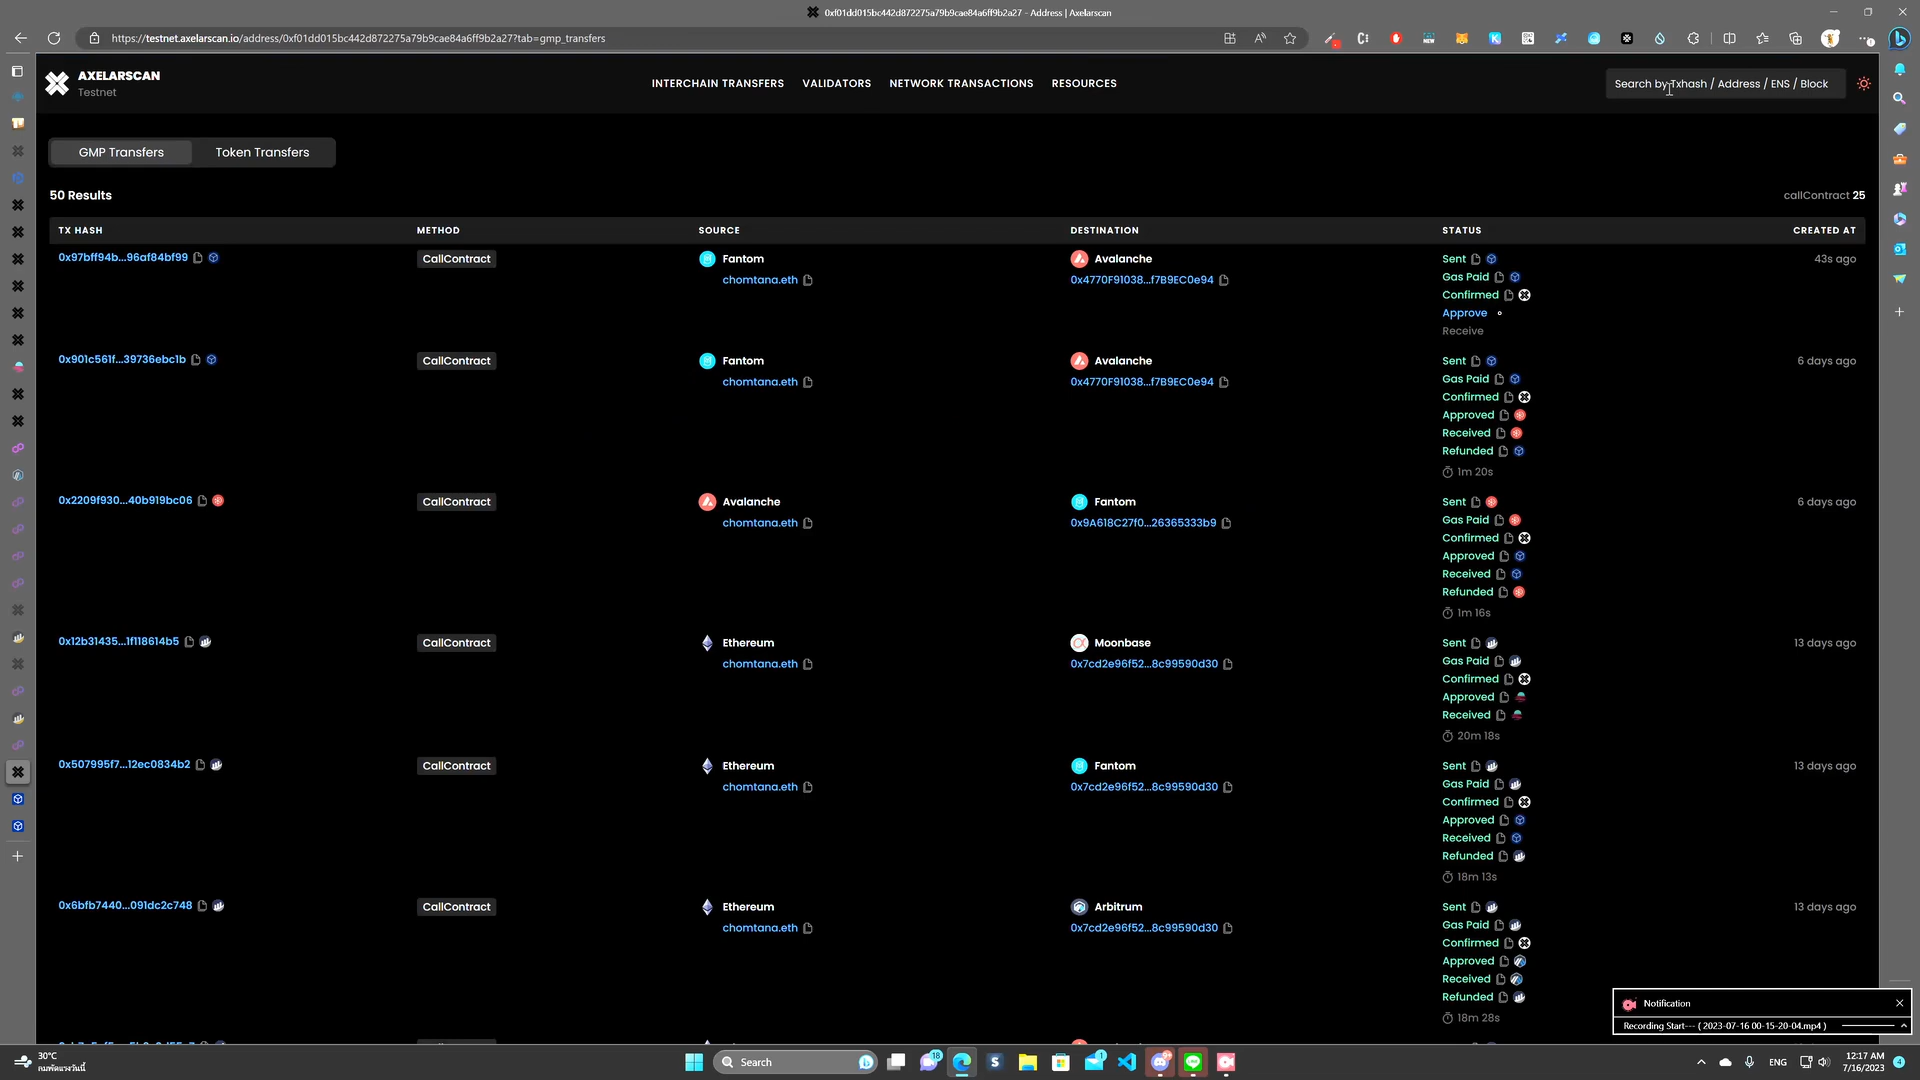 0xf01dd015bc442d872275a79b9cae84a6ff9b2a27 - Address | Axelarscan
https://testnet.axelarscan.io/address/0xf01dd015bc442d872275a79b9cae84a6ff9b2a27?tab=gmp_transfers
AXELARSCAN
Testnet
INTERCHAIN TRANSFERS VALIDATORS NETWORK TRANSACTIONS RESOURCES
Search by Txhash / Address / ENS / Block
GMP Transfers Token Transfers
50 Results callContract 25
TX HASH METHOD SOURCE DESTINATION STATUS CREATED AT
0x97bff94b...96af84bf99 CallContract Fantom Avalanche Sent 43s ago
chomtana.eth 0x4770F91038...f7B9EC0e94 Gas Paid
Confirmed
Approve
Receive
0x901c561f...39736ebc1b CallContract Fantom Avalanche Sent 6 days ago
chomtana.eth 0x4770F91038...f7B9EC0e94 Gas Paid
Confirmed
Approved
Received
Refunded
1m 20s
0x2209f930...40b919bc06 CallContract Avalanche Fantom Sent 6 days ago
chomtana.eth 0x9A618C27f0...26365333b9 Gas Paid
Confirmed
Approved
Received
Refunded
1m 16s
0x12b31435...1f118614b5 CallContract Ethereum Moonbase Sent 13 days ago
chomtana.eth 0x7cd2e96f52...8c99590d30 Gas Paid
Confirmed
Approved
Received
20m 18s
0x507995f7...12ec0834b2 CallContract Ethereum Fantom Sent 13 days ago
chomtana.eth 0x7cd2e96f52...8c99590d30 Gas Paid
Confirmed
Approved
Received
Refunded
18m 13s
0x6bfb7440...091dc2c748 CallContract Ethereum Arbitrum Sent 13 days ago
chomtana.eth 0x7cd2e96f52...8c99590d30 Gas Paid
Confirmed
Approved
Received
Refunded
18m 28s
Notification
Recording Start--- ( 2023-07-16 00-15-20-04.mp4 )
30°C
Search
ENG
12:17 AM
7/16/2023
4